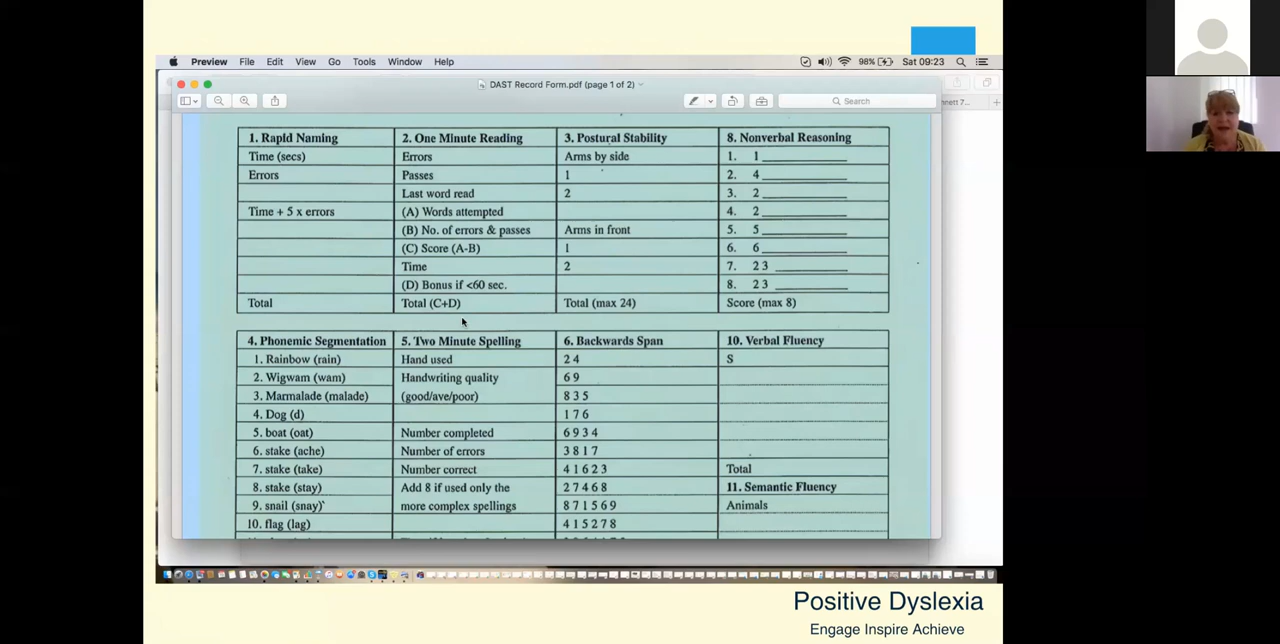 Preview File Edit View Go Tools Window Help 98% Sat 09:23
DAST Record Form.pdf (page 1 of 2)
Search
nett 7...
1. Rapid Naming 2. One Minute Reading 3. Postural Stability 8. Nonverbal Reasoning
Time (secs) Errors Arms by side 1. 1
Errors Passes 1 2. 4
Last word read 2 3. 2
Time + 5 x errors (A) Words attempted 4. 2
(B) No. of errors & passes Arms in front 5. 5
(C) Score (A-B) 1 6. 6
Time 2 7. 2 3
(D) Bonus if <60 sec. 8. 2 3
Total Total (C+D) Total (max 24) Score (max 8)
4. Phonemic Segmentation 5. Two Minute Spelling 6. Backwards Span 10. Verbal Fluency
1. Rainbow (rain) Hand used 2 4 S
2. Wigwam (wam) Handwriting quality 6 9
3. Marmalade (malade) (good/ave/poor) 8 3 5
4. Dog (d) 1 7 6
5. boat (oat) Number completed 6 9 3 4
6. stake (ache) Number of errors 3 8 1 7
7. stake (take) Number correct 4 1 6 2 3 Total
8. stake (stay) Add 8 if used only the 2 7 4 6 8 11. Semantic Fluency
9. snail (snay) more complex spellings 8 7 1 5 6 9 Animals
10. flag (lag) 4 1 5 2 7 8
Positive Dyslexia
Engage Inspire Achieve